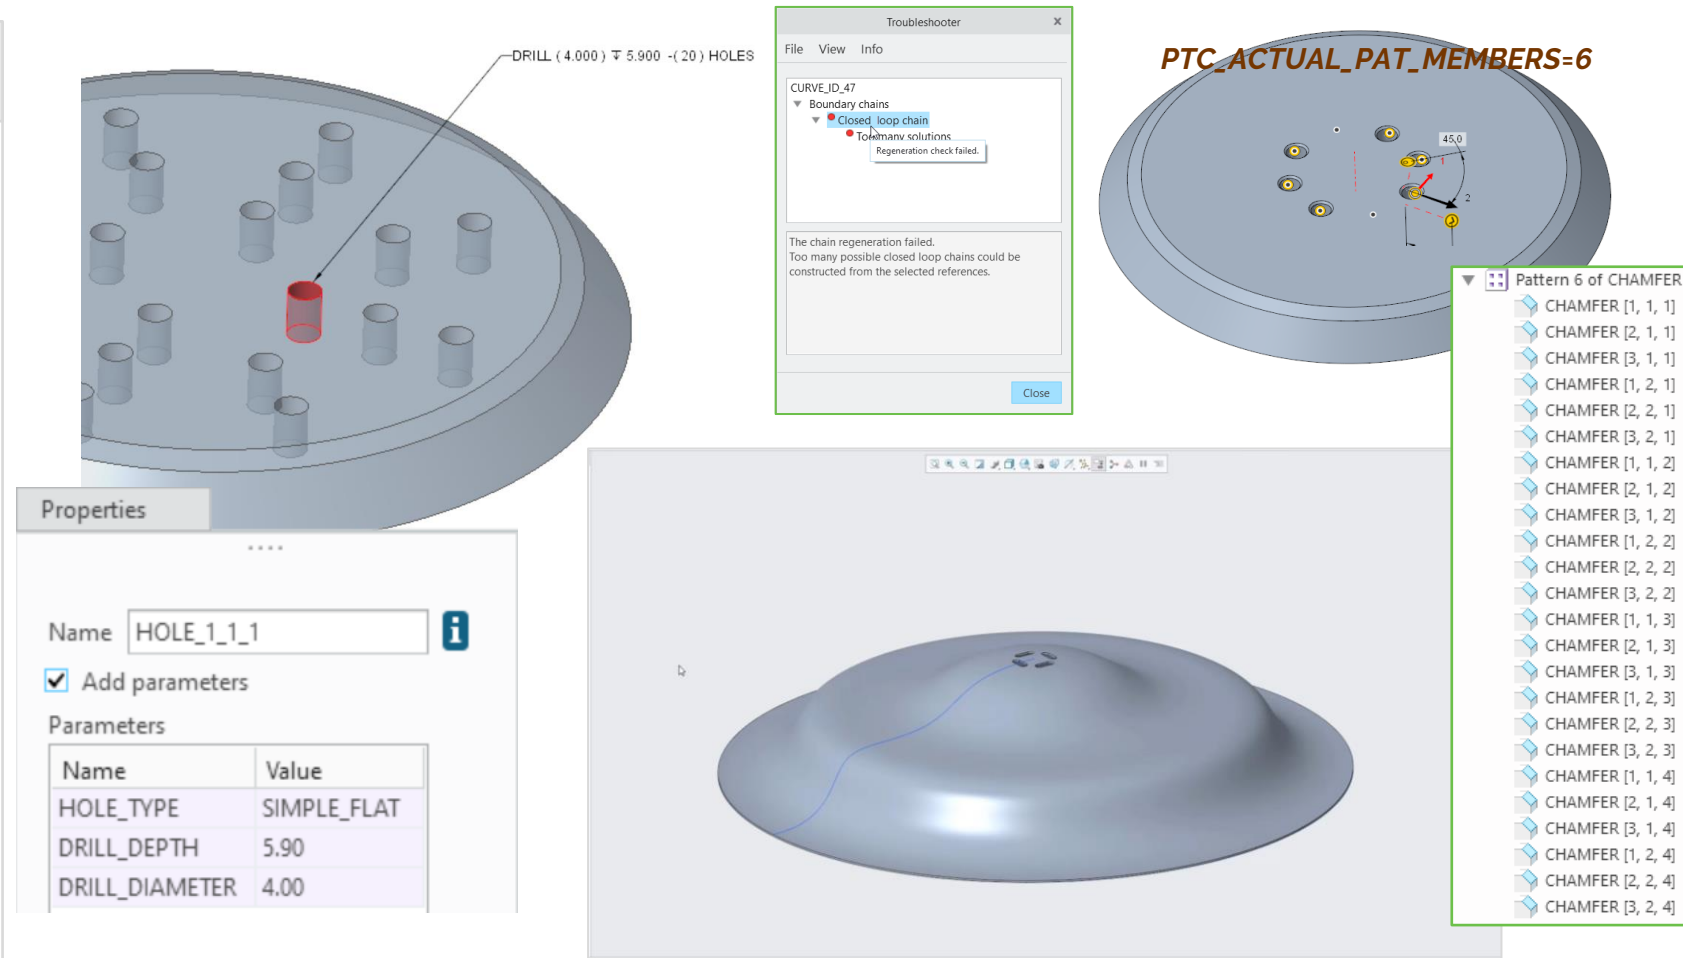 DRILL ( 4.000 ) ↧ 5.900 -( 20 ) HOLES
Troubleshooter
x
File View Info
CURVE_ID_47
Boundary chains
Closed loop chain
Too many solutions
Regeneration check failed.
The chain regeneration failed.
Too many possible closed loop chains could be
constructed from the selected references.
Close
PTC_ACTUAL_PAT_MEMBERS=6
45.0
1
2
Pattern 6 of CHAMFER
CHAMFER [1, 1, 1]
CHAMFER [2, 1, 1]
CHAMFER [3, 1, 1]
CHAMFER [1, 2, 1]
CHAMFER [2, 2, 1]
CHAMFER [3, 2, 1]
CHAMFER [1, 1, 2]
CHAMFER [2, 1, 2]
CHAMFER [3, 1, 2]
CHAMFER [1, 2, 2]
CHAMFER [2, 2, 2]
CHAMFER [3, 2, 2]
CHAMFER [1, 1, 3]
CHAMFER [2, 1, 3]
CHAMFER [3, 1, 3]
CHAMFER [1, 2, 3]
CHAMFER [2, 2, 3]
CHAMFER [3, 2, 3]
CHAMFER [1, 1, 4]
CHAMFER [2, 1, 4]
CHAMFER [3, 1, 4]
CHAMFER [1, 2, 4]
CHAMFER [2, 2, 4]
CHAMFER [3, 2, 4]
Properties
Name HOLE_1_1_1
Add parameters
Parameters
Name Value
HOLE_TYPE SIMPLE_FLAT
DRILL_DEPTH 5.90
DRILL_DIAMETER 4.00